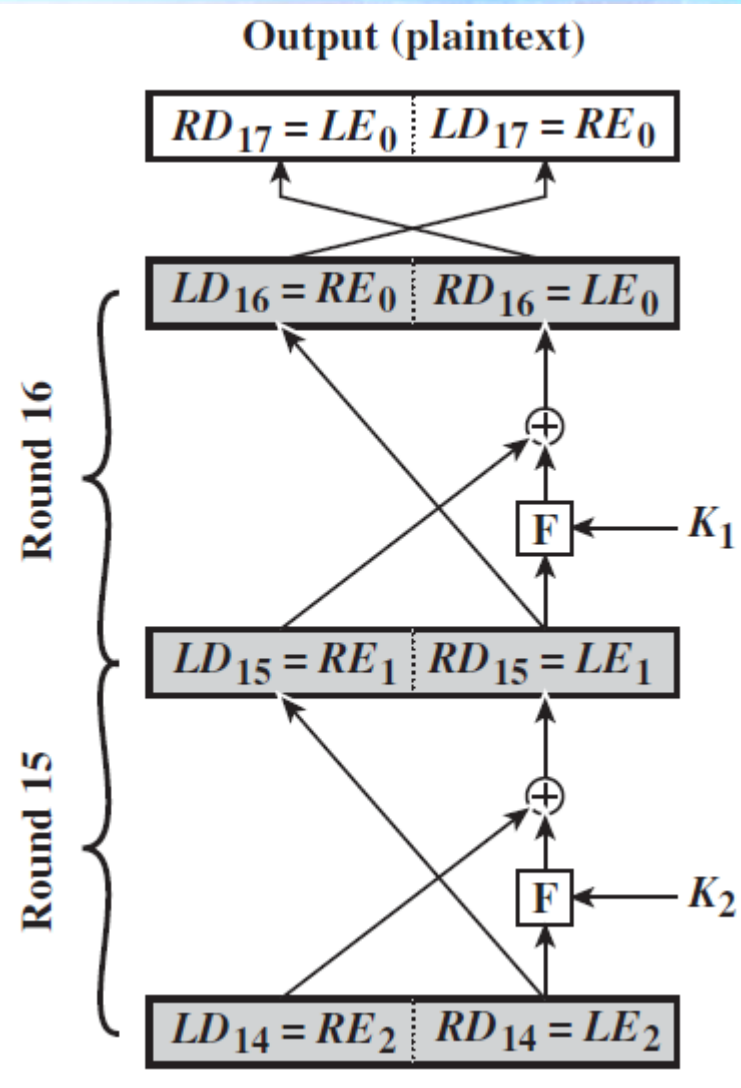 Output (plaintext)
RD17 = LE0 LD17 = RE0
LD16 = RE0 RD16 = LE0
Round 16
F K1
LD15 = RE1 RD15 = LE1
Round 15
F K2
LD14 = RE2 RD14 = LE2